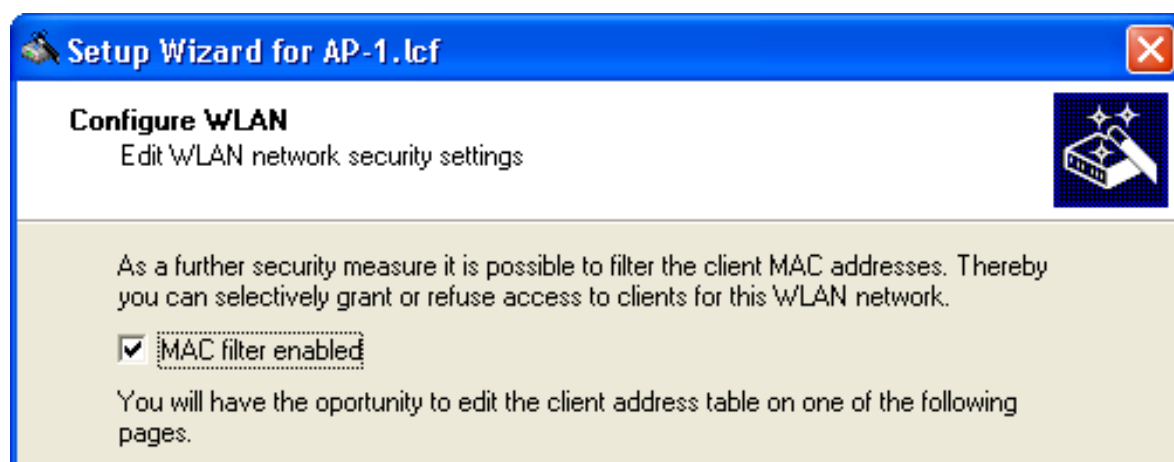 Setup Wizard for AP-1.lcf
Configure WLAN
Edit WLAN network security settings
As a further security measure it is possible to filter the client MAC addresses. Thereby
you can selectively grant or refuse access to clients for this WLAN network.
MAC filter enabled
You will have the oportunity to edit the client address table on one of the following
pages.